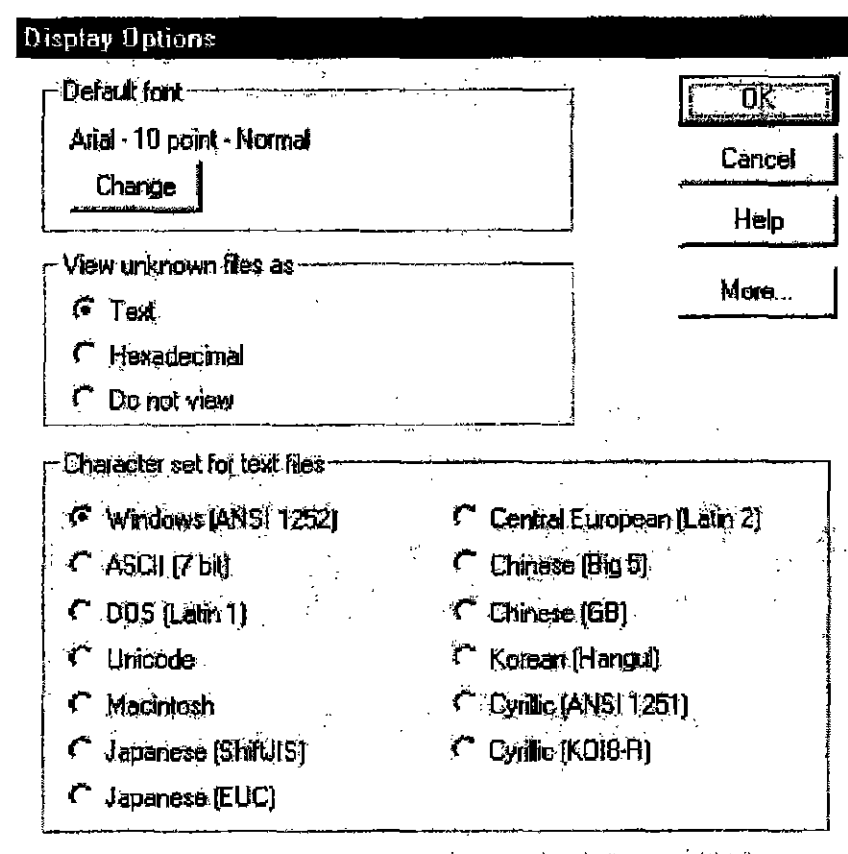 Display Options
Default font
Arial - 10 point - Normal
Change
OK
Cancel
Help
More...
View unknown files as
Text
Hexadecimal
Do not view
Character set for text files
Windows (ANSI 1252)
ASCII (7 bit)
DOS (Latin 1)
Unicode
Macintosh
Japanese (ShiftJIS)
Japanese (EUC)
Central European (Latin 2)
Chinese (Big 5)
Chinese (GB)
Korean (Hangul)
Cyrillic (ANSI 1251)
Cyrillic (KOI8-R)